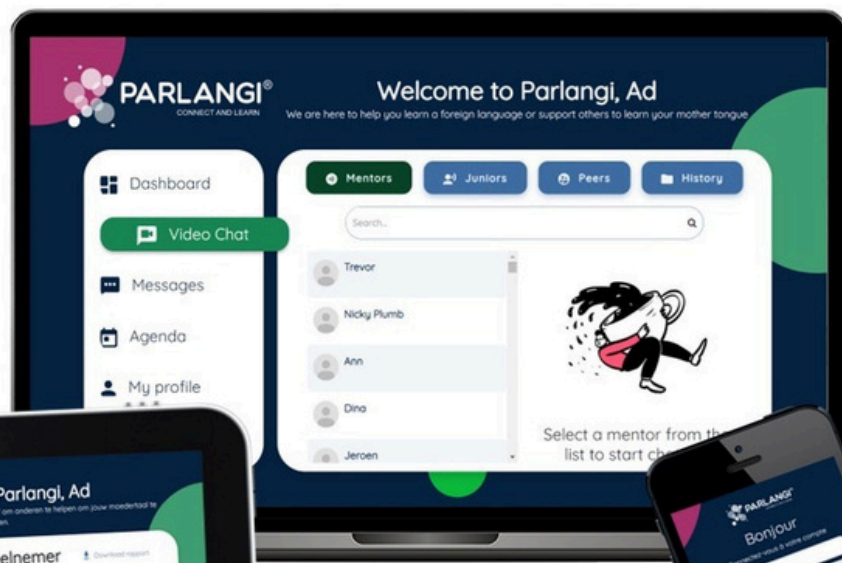 PARLANGI®
CONNECT AND LEARN
Welcome to Parlangi, Ad
We are here to help you learn a foreign language or support others to learn your mother tongue
Dashboard
Video Chat
Messages
Agenda
My profile
Mentors
Juniors
Peers
History
Search..
Trevor
Nicky Plumb
Ann
Dina
Jeroen
Select a mentor from the
list to start
Parlangi, Ad
om anderen te helpen om jouw moedertaal te
Download rapport
PARLANGI
Bonjour
vous à votre compte